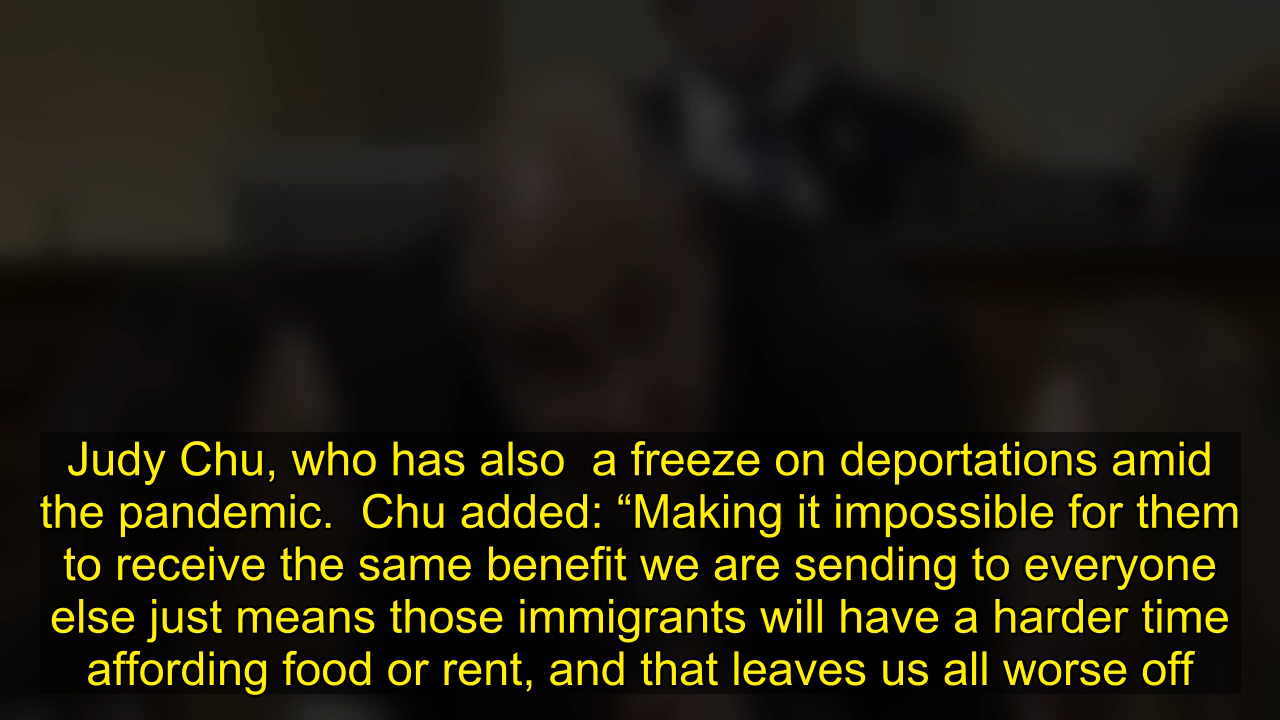 Judy Chu, who has also  a freeze on deportations amid
the pandemic.  Chu added: “Making it impossible for them
to receive the same benefit we are sending to everyone
else just means those immigrants will have a harder time
affording food or rent, and that leaves us all worse off